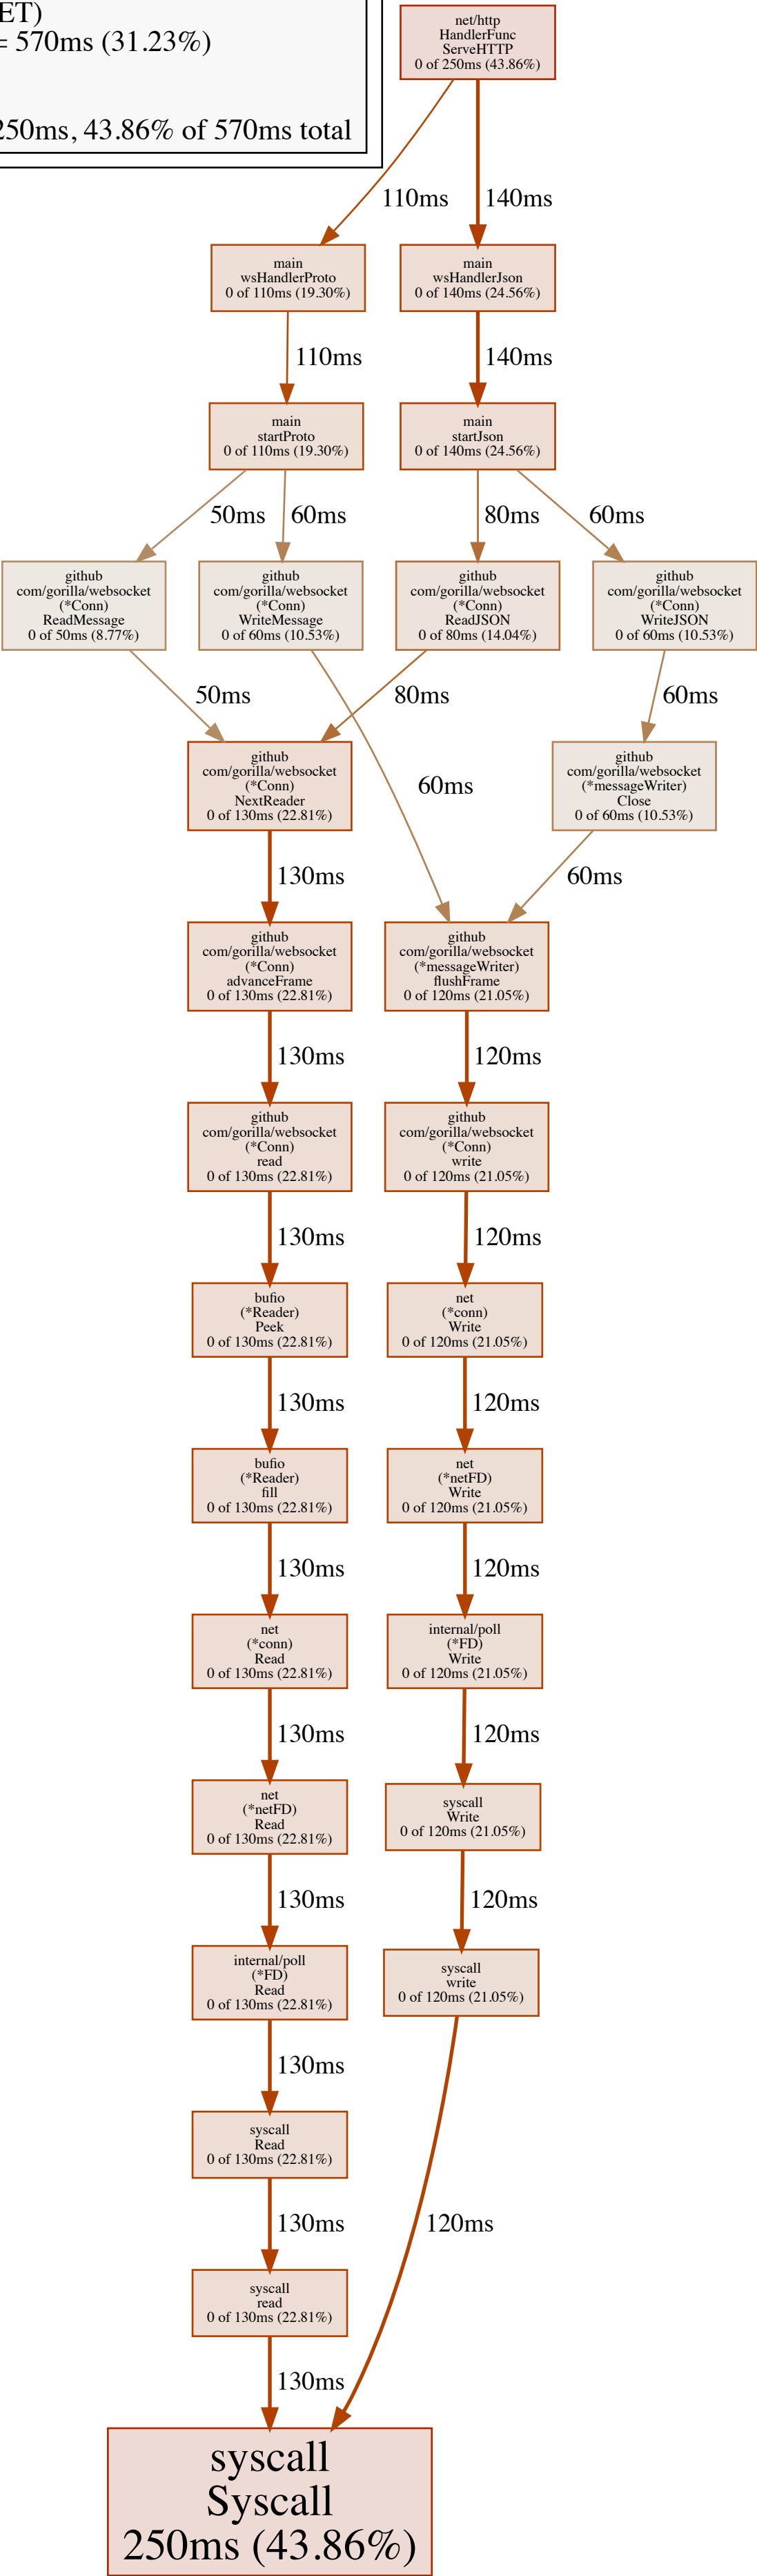 ET)
= 570ms (31.23%)
250ms, 43.86% of 570ms total
net/http
HandlerFunc
ServeHTTP
0 of 250ms (43.86%)
110ms
140ms
main
wsHandlerProto
0 of 110ms (19.30%)
main
wsHandlerJson
0 of 140ms (24.56%)
110ms
140ms
main
startProto
0 of 110ms (19.30%)
main
startJson
0 of 140ms (24.56%)
50ms
60ms
80ms
60ms
github
com/gorilla/websocket
(*Conn)
ReadMessage
0 of 50ms (8.77%)
github
com/gorilla/websocket
(*Conn)
WriteMessage
0 of 60ms (10.53%)
github
com/gorilla/websocket
(*Conn)
ReadJSON
0 of 80ms (14.04%)
github
com/gorilla/websocket
(*Conn)
WriteJSON
0 of 60ms (10.53%)
50ms
80ms
60ms
60ms
github
com/gorilla/websocket
(*Conn)
NextReader
0 of 130ms (22.81%)
github
com/gorilla/websocket
(*messageWriter)
Close
0 of 60ms (10.53%)
130ms
60ms
github
com/gorilla/websocket
(*Conn)
advanceFrame
0 of 130ms (22.81%)
github
com/gorilla/websocket
(*messageWriter)
flushFrame
0 of 120ms (21.05%)
130ms
120ms
github
com/gorilla/websocket
(*Conn)
read
0 of 130ms (22.81%)
github
com/gorilla/websocket
(*Conn)
write
0 of 120ms (21.05%)
130ms
120ms
bufio
(*Reader)
Peek
0 of 130ms (22.81%)
net
(*conn)
Write
0 of 120ms (21.05%)
130ms
120ms
bufio
(*Reader)
fill
0 of 130ms (22.81%)
net
(*netFD)
Write
0 of 120ms (21.05%)
130ms
120ms
net
(*conn)
Read
0 of 130ms (22.81%)
internal/poll
(*FD)
Write
0 of 120ms (21.05%)
130ms
120ms
net
(*netFD)
Read
0 of 130ms (22.81%)
syscall
Write
0 of 120ms (21.05%)
130ms
120ms
internal/poll
(*FD)
Read
0 of 130ms (22.81%)
syscall
write
0 of 120ms (21.05%)
130ms
syscall
Read
0 of 130ms (22.81%)
130ms
120ms
syscall
read
0 of 130ms (22.81%)
130ms
syscall
Syscall
250ms (43.86%)